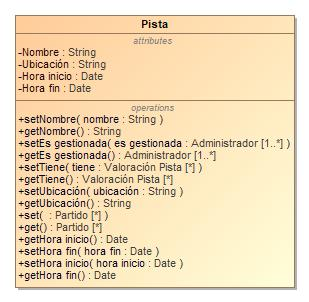 Pista
attributes
-Nombre : String
-Ubicación : String
-Hora inicio : Date
-Hora fin : Date
operations
+setNombre( nombre : String )
+getNombre() : String
+setEs gestionada( es gestionada : Administrador [1..*] )
+getEs gestionada() : Administrador [1..*]
+setTiene( tiene : Valoración Pista [*] )
+getTiene() : Valoración Pista [*]
+setUbicación( ubicación : String )
+getUbicación() : String
+set(  : Partido [*] )
+get() : Partido [*]
+getHora inicio() : Date
+setHora fin( hora fin : Date )
+setHora inicio( hora inicio : Date )
+getHora fin() : Date